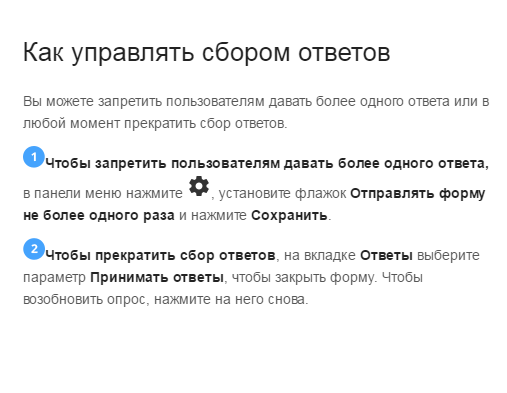 Как управлять сбором ответов
Вы можете запретить пользователям давать более одного ответа или в
любой момент прекратить сбор ответов.
1 Чтобы запретить пользователям давать более одного ответа,
в панели меню нажмите , установите флажок Отправлять форму
не более одного раза и нажмите Сохранить.
2 Чтобы прекратить сбор ответов, на вкладке Ответы выберите
параметр Принимать ответы, чтобы закрыть форму. Чтобы
возобновить опрос, нажмите на него снова.